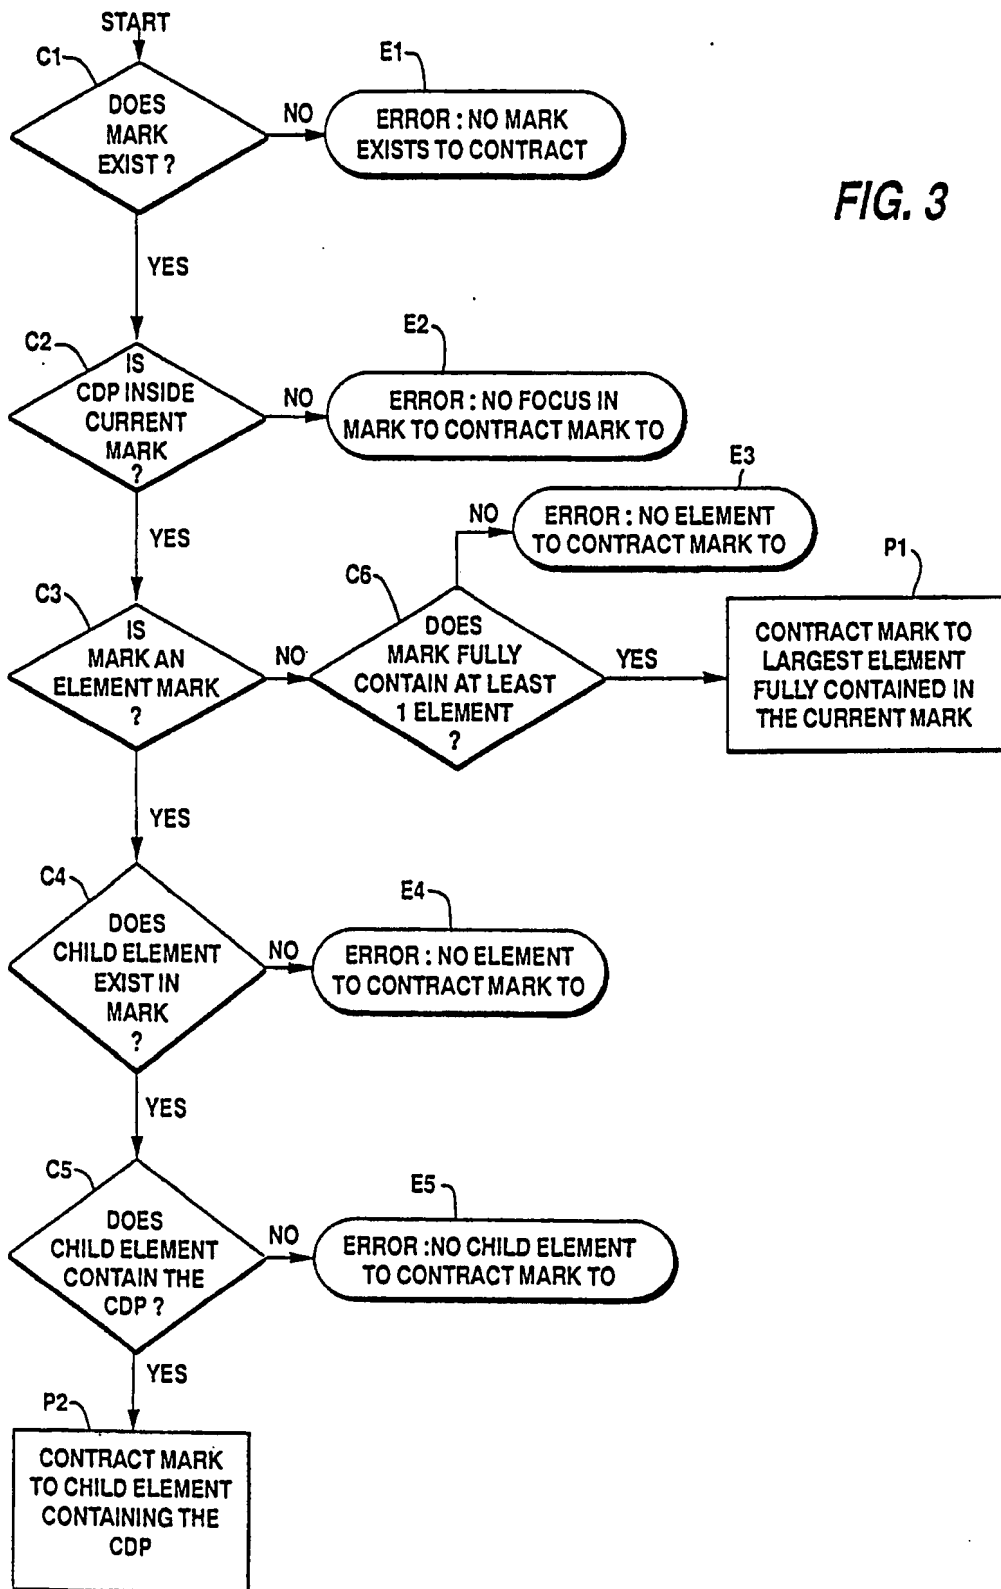 START
C1
DOES
MARK
EXIST ?
NO
E1
ERROR : NO MARK
EXISTS TO CONTRACT
FIG. 3
YES
C2
IS
CDP INSIDE
CURRENT
MARK
?
NO
E2
ERROR : NO FOCUS IN
MARK TO CONTRACT MARK TO
YES
C3
IS
MARK AN
ELEMENT MARK
?
NO
C6
DOES
MARK FULLY
CONTAIN AT LEAST
1 ELEMENT
?
NO
E3
ERROR : NO ELEMENT
TO CONTRACT MARK TO
YES
P1
CONTRACT MARK TO
LARGEST ELEMENT
FULLY CONTAINED IN
THE CURRENT MARK
YES
C4
DOES
CHILD ELEMENT
EXIST IN
MARK
?
NO
E4
ERROR : NO ELEMENT
TO CONTRACT MARK TO
YES
C5
DOES
CHILD ELEMENT
CONTAIN THE
CDP ?
NO
E5
ERROR :NO CHILD ELEMENT
TO CONTRACT MARK TO
YES
P2
CONTRACT MARK
TO CHILD ELEMENT
CONTAINING THE
CDP